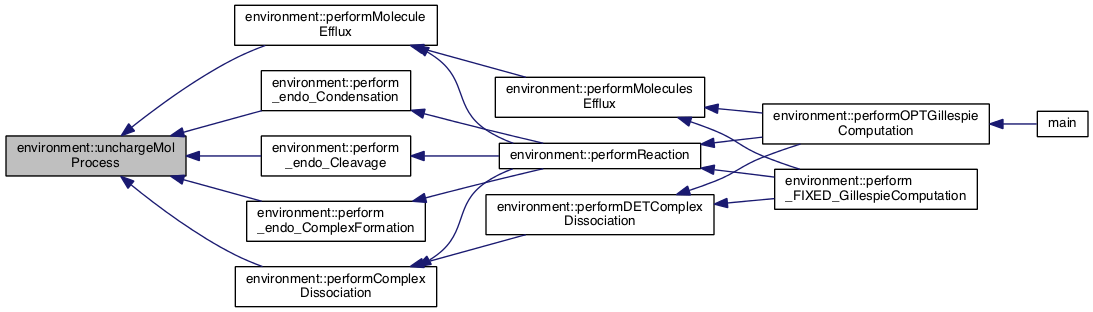 environment::unchargeMol
Process
environment::performMolecule
Efflux
environment::perform
_endo_Condensation
environment::perform
_endo_Cleavage
environment::perform
_endo_ComplexFormation
environment::performComplex
Dissociation
environment::performMolecules
Efflux
environment::performReaction
environment::performDETComplex
Dissociation
environment::performOPTGillespie
Computation
environment::perform
_FIXED_GillespieComputation
main